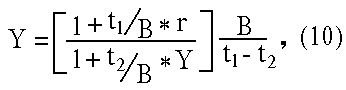 Y = [ (1 + t₁/B * r) / (1 + t₂/B * Y) ] B / (t₁ - t₂), (10)